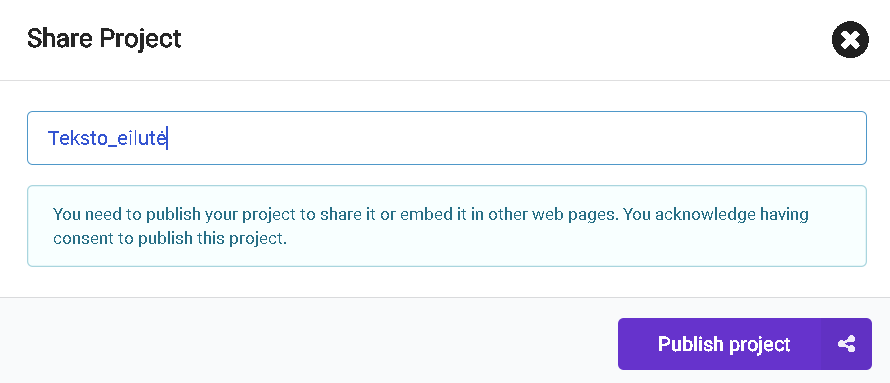 Share Project
Teksto_eilutė
You need to publish your project to share it or embed it in other web pages. You acknowledge having
consent to publish this project.
Publish project